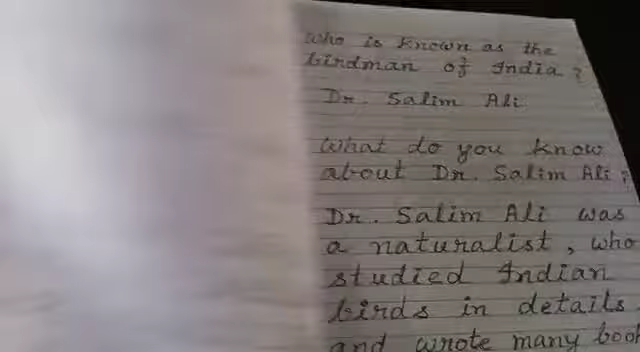 Who is known as the
birdman of India ?
Dr. Salim Ali
What do you know
about Dr. Salim Ali ?
Dr. Salim Ali was
a naturalist, who
studied Indian
birds in details
and wrote many book